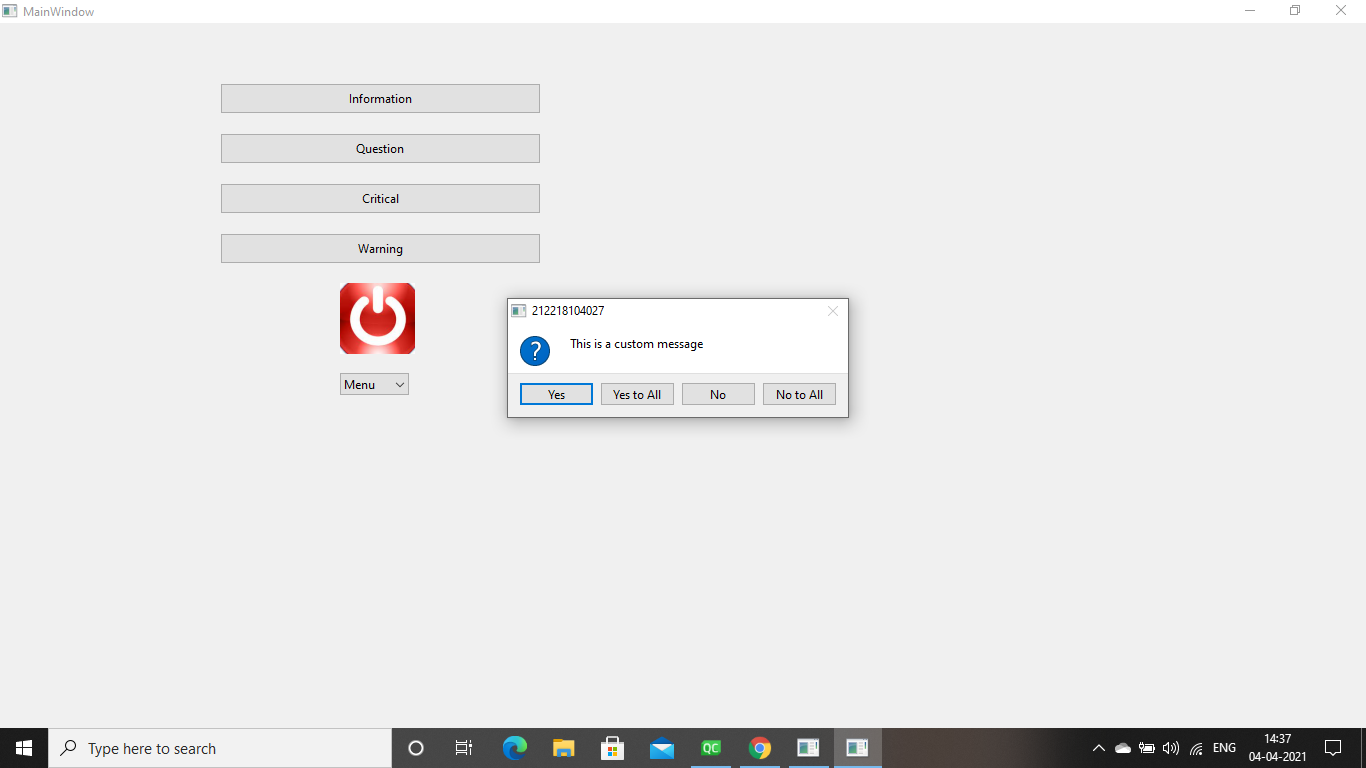 MainWindow
Information
Question
Critical
Warning
Menu
212218104027
?
This is a custom message
Yes Yes to All No No to All
Type here to search
QC
ENG
14:37
04-04-2021